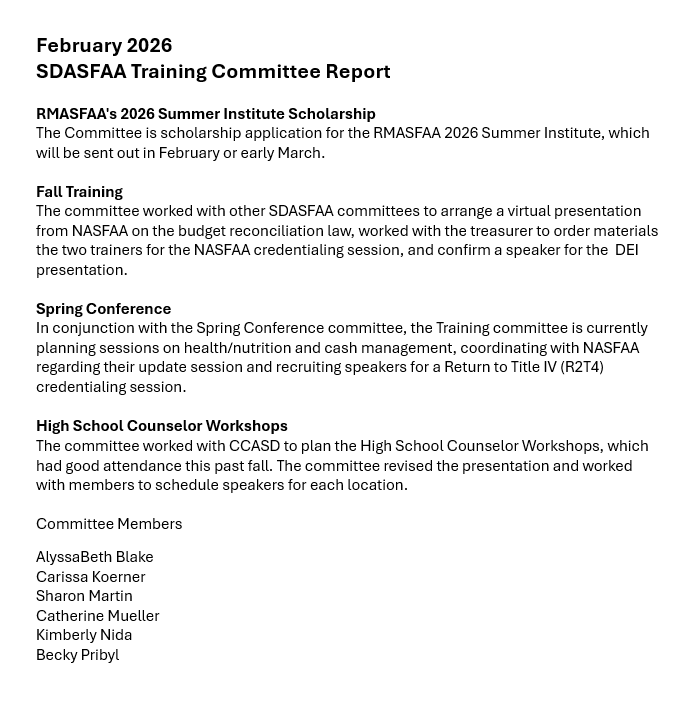 February 2026
SDASFAA Training Committee Report
RMASFAA's 2026 Summer Institute Scholarship
The Committee is scholarship application for the RMASFAA 2026 Summer Institute, which
will be sent out in February or early March.
Fall Training
The committee worked with other SDASFAA committees to arrange a virtual presentation
from NASFAA on the budget reconciliation law, worked with the treasurer to order materials
the two trainers for the NASFAA credentialing session, and confirm a speaker for the  DEI
presentation.
Spring Conference
In conjunction with the Spring Conference committee, the Training committee is currently
planning sessions on health/nutrition and cash management, coordinating with NASFAA
regarding their update session and recruiting speakers for a Return to Title IV (R2T4)
credentialing session.
High School Counselor Workshops
The committee worked with CCASD to plan the High School Counselor Workshops, which
had good attendance this past fall. The committee revised the presentation and worked
with members to schedule speakers for each location.
Committee Members
AlyssaBeth Blake
Carissa Koerner
Sharon Martin
Catherine Mueller
Kimberly Nida
Becky Pribyl